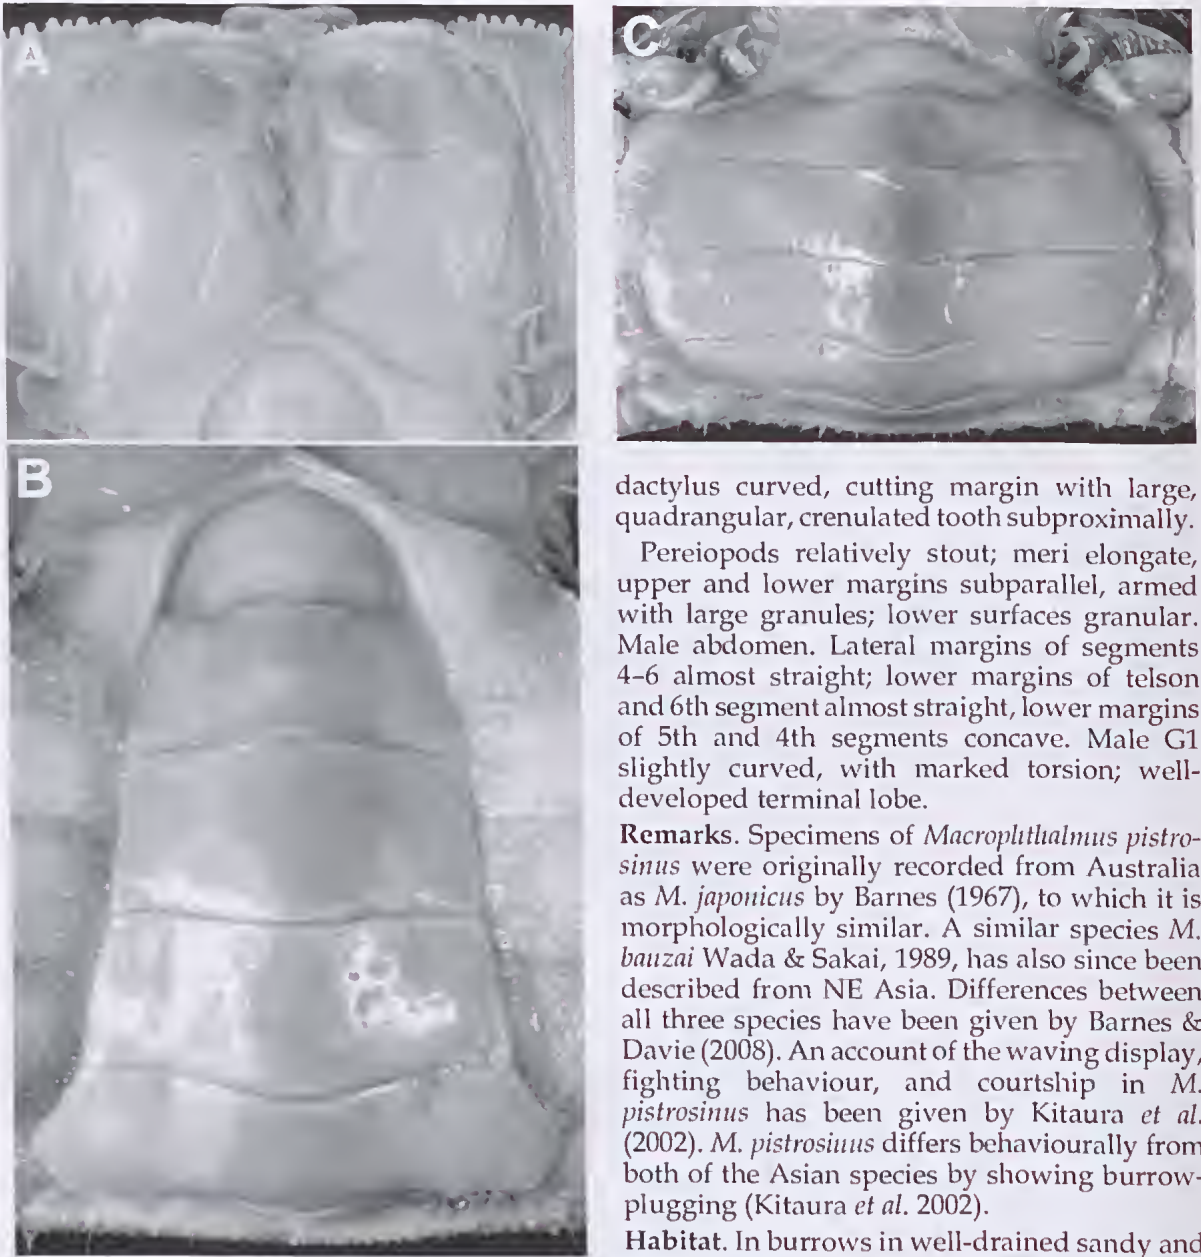 A
C
B
dactylus curved, cutting margin with large,
quadrangular, crenulated tooth subproximally.
Pereiopods relatively stout; meri elongate,
upper and lower margins subparallel, armed
with large granules; lower surfaces granular.
Male abdomen. Lateral margins of segments
4–6 almost straight; lower margins of telson
and 6th segment almost straight, lower margins
of 5th and 4th segments concave. Male G1
slightly curved, with marked torsion; well-
developed terminal lobe.
Remarks. Specimens of Macrophthalmus pistro-
sinus were originally recorded from Australia
as M. japonicus by Barnes (1967), to which it is
morphologically similar. A similar species M.
banzai Wada & Sakai, 1989, has also since been
described from NE Asia. Differences between
all three species have been given by Barnes &
Davie (2008). An account of the waving display,
fighting behaviour, and courtship in M.
pistrosinus has been given by Kitaura et al.
(2002). M. pistrosinus differs behaviourally from
both of the Asian species by showing burrow-
plugging (Kitaura et al. 2002).
Habitat. In burrows in well-drained sandy and